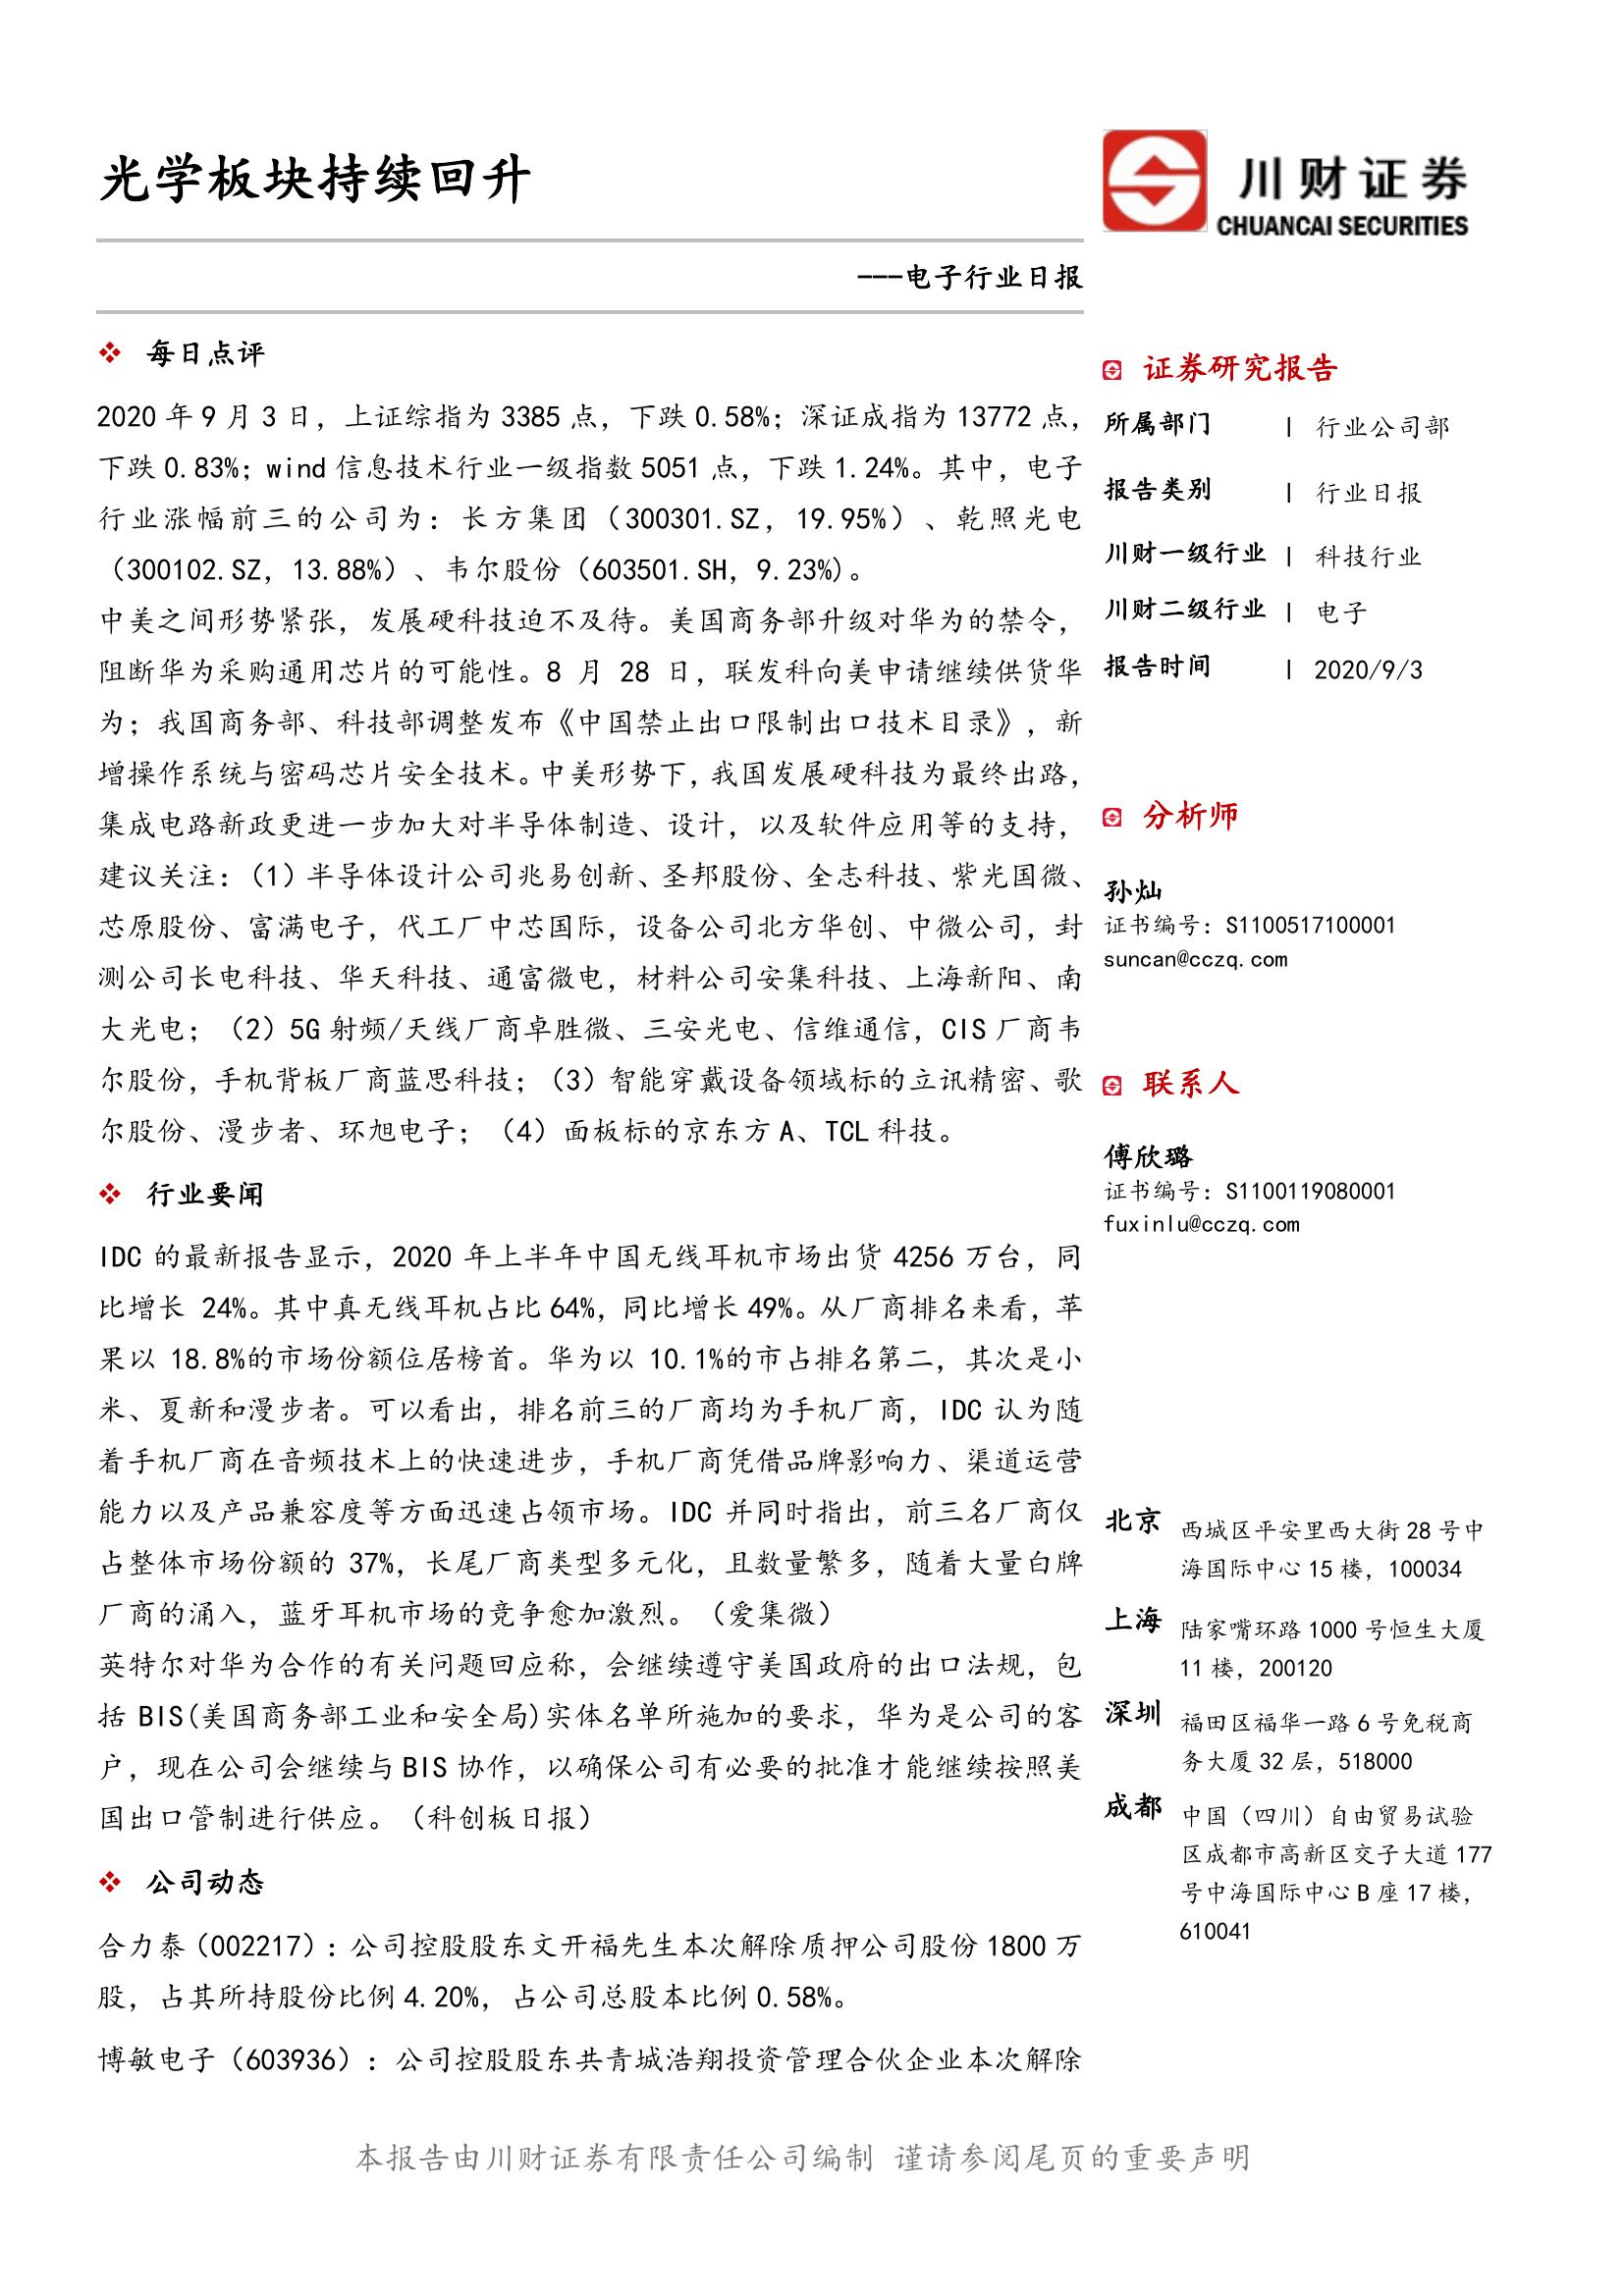 光学板块持续回升
川财证券
CHUANCAI SECURITIES
---电子行业日报
每日点评
2020 年 9 月 3 日，上证综指为 3385 点，下跌 0.58%；深证成指为 13772 点，
下跌 0.83%；wind 信息技术行业一级指数 5051 点，下跌 1.24%。其中，电子
行业涨幅前三的公司为：长方集团（300301.SZ，19.95%）、乾照光电
（300102.SZ，13.88%）、韦尔股份（603501.SH，9.23%）。
中美之间形势紧张，发展硬科技迫不及待。美国商务部升级对华为的禁令，
阻断华为采购通用芯片的可能性。8 月 28 日，联发科向美申请继续供货华
为；我国商务部、科技部调整发布《中国禁止出口限制出口技术目录》，新
增操作系统与密码芯片安全技术。中美形势下，我国发展硬科技为最终出路，
集成电路新政更进一步加大对半导体制造、设计，以及软件应用等的支持，
建议关注：（1）半导体设计公司兆易创新、圣邦股份、全志科技、紫光国微、
芯原股份、富满电子，代工厂中芯国际，设备公司北方华创、中微公司，封
测公司长电科技、华天科技、通富微电，材料公司安集科技、上海新阳、南
大光电；（2）5G 射频/天线厂商卓胜微、三安光电、信维通信，CIS 厂商韦
尔股份，手机背板厂商蓝思科技；（3）智能穿戴设备领域标的立讯精密、歌
尔股份、漫步者、环旭电子；（4）面板标的京东方 A、TCL 科技。
行业要闻
IDC 的最新报告显示，2020 年上半年中国无线耳机市场出货 4256 万台，同
比增长 24%。其中真无线耳机占比 64%，同比增长 49%。从厂商排名来看，苹
果以 18.8%的市场份额位居榜首。华为以 10.1%的市占排名第二，其次是小
米、夏新和漫步者。可以看出，排名前三的厂商均为手机厂商，IDC 认为随
着手机厂商在音频技术上的快速进步，手机厂商凭借品牌影响力、渠道运营
能力以及产品兼容度等方面迅速占领市场。IDC 并同时指出，前三名厂商仅
占整体市场份额的 37%，长尾厂商类型多元化，且数量繁多，随着大量白牌
厂商的涌入，蓝牙耳机市场的竞争愈加激烈。（爱集微）
英特尔对华为合作的有关问题回应称，会继续遵守美国政府的出口法规，包
括 BIS(美国商务部工业和安全局)实体名单所施加的要求，华为是公司的客
户，现在公司会继续与 BIS 协作，以确保公司有必要的批准才能继续按照美
国出口管制进行供应。（科创板日报）
公司动态
合力泰（002217）：公司控股股东文开福先生本次解除质押公司股份 1800 万
股，占其所持股份比例 4.20%，占公司总股本比例 0.58%。
博敏电子（603936）：公司控股股东共青城浩翔投资管理合伙企业本次解除
证券研究报告
所属部门 | 行业公司部
报告类别 | 行业日报
川财一级行业 | 科技行业
川财二级行业 | 电子
报告时间 | 2020/9/3
分析师
孙灿
证书编号：S1100517100001
suncan@cczq.com
联系人
傅欣璐
证书编号：S1100119080001
fuxinlu@cczq.com
北京 西城区平安里西大街 28 号中
海国际中心 15 楼，100034
上海 陆家嘴环路 1000 号恒生大厦
11 楼，200120
深圳 福田区福华一路 6 号免税商
务大厦 32 层，518000
成都 中国（四川）自由贸易试验
区成都市高新区交子大道 177
号中海国际中心 B 座 17 楼，
610041
本报告由川财证券有限责任公司编制 谨请参阅尾页的重要声明